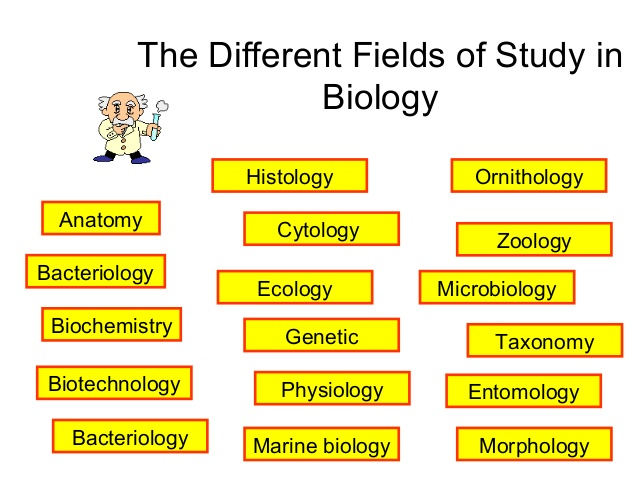 The Different Fields of Study in
Biology
Histology
Ornithology
Anatomy
Cytology
Zoology
Bacteriology
Ecology
Microbiology
Biochemistry
Genetic
Taxonomy
Biotechnology
Physiology
Entomology
Bacteriology
Marine biology
Morphology